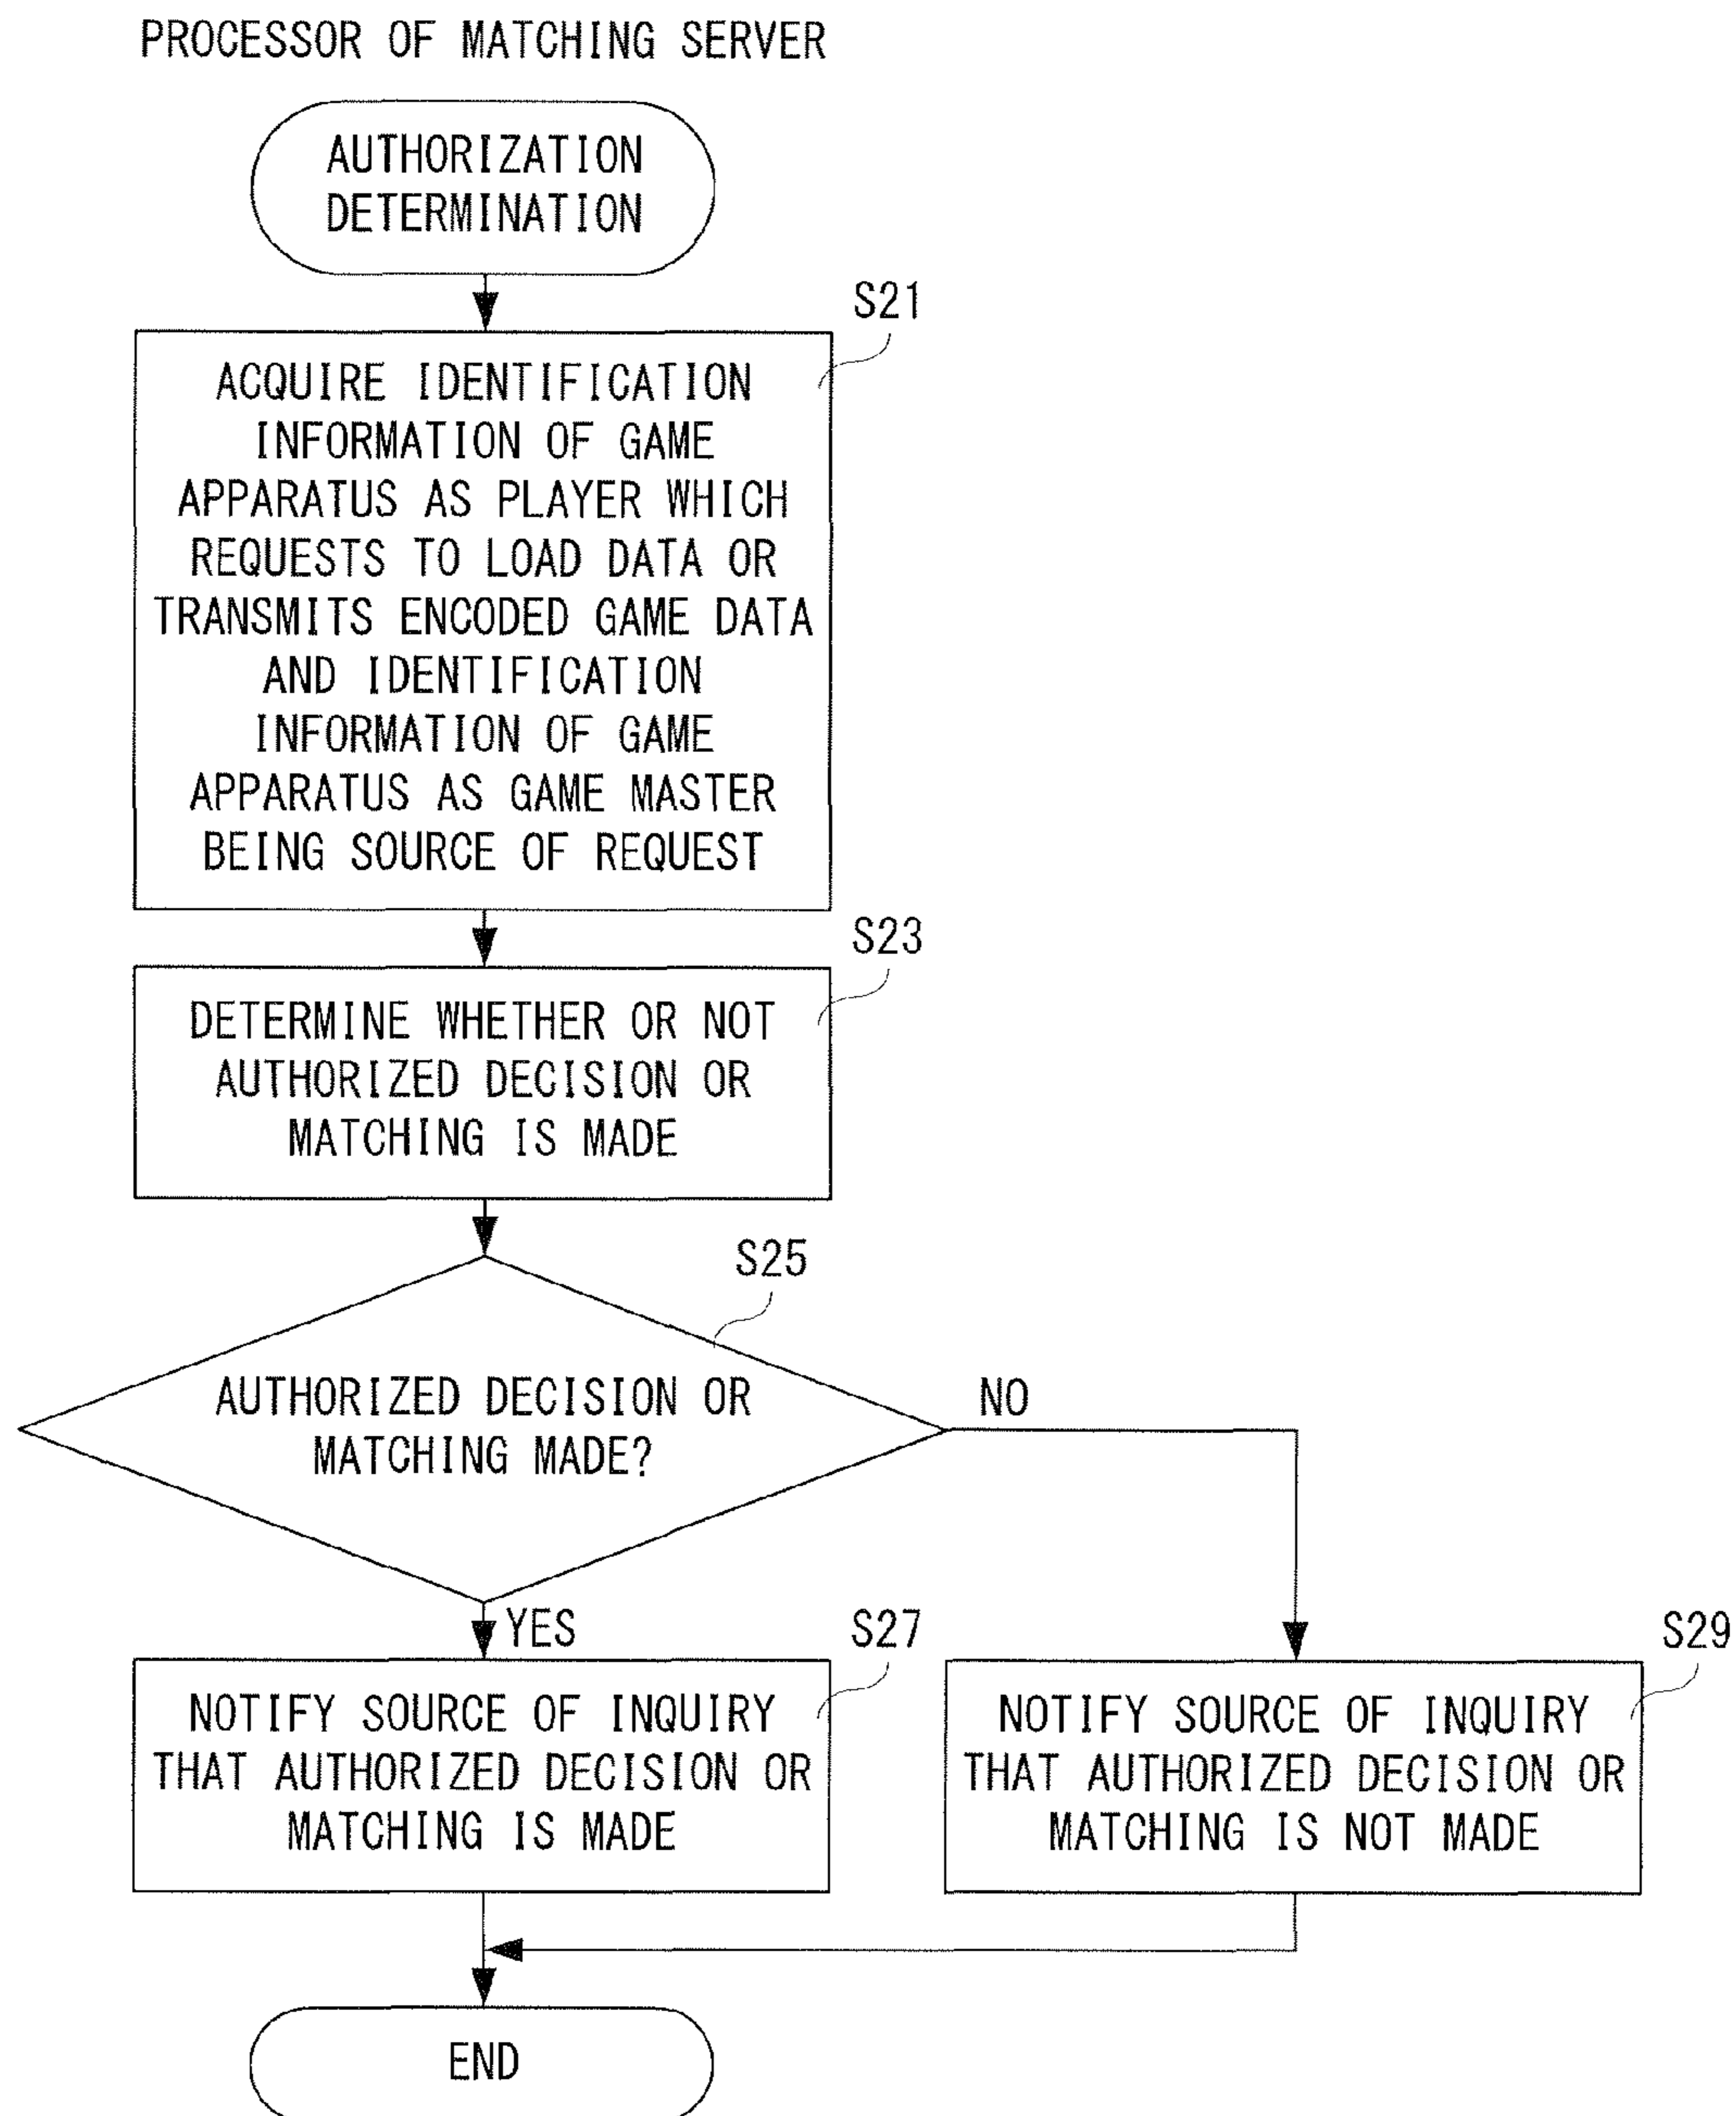 PROCESSOR OF MATCHING SERVER
AUTHORIZATION
DETERMINATION
S21
ACQUIRE IDENTIFICATION
INFORMATION OF GAME
APPARATUS AS PLAYER WHICH
REQUESTS TO LOAD DATA OR
TRANSMITS ENCODED GAME DATA
AND IDENTIFICATION
INFORMATION OF GAME
APPARATUS AS GAME MASTER
BEING SOURCE OF REQUEST
S23
DETERMINE WHETHER OR NOT
AUTHORIZED DECISION OR
MATCHING IS MADE
S25
AUTHORIZED DECISION OR
MATCHING MADE?
NO
YES
S27
NOTIFY SOURCE OF INQUIRY
THAT AUTHORIZED DECISION OR
MATCHING IS MADE
S29
NOTIFY SOURCE OF INQUIRY
THAT AUTHORIZED DECISION OR
MATCHING IS NOT MADE
END